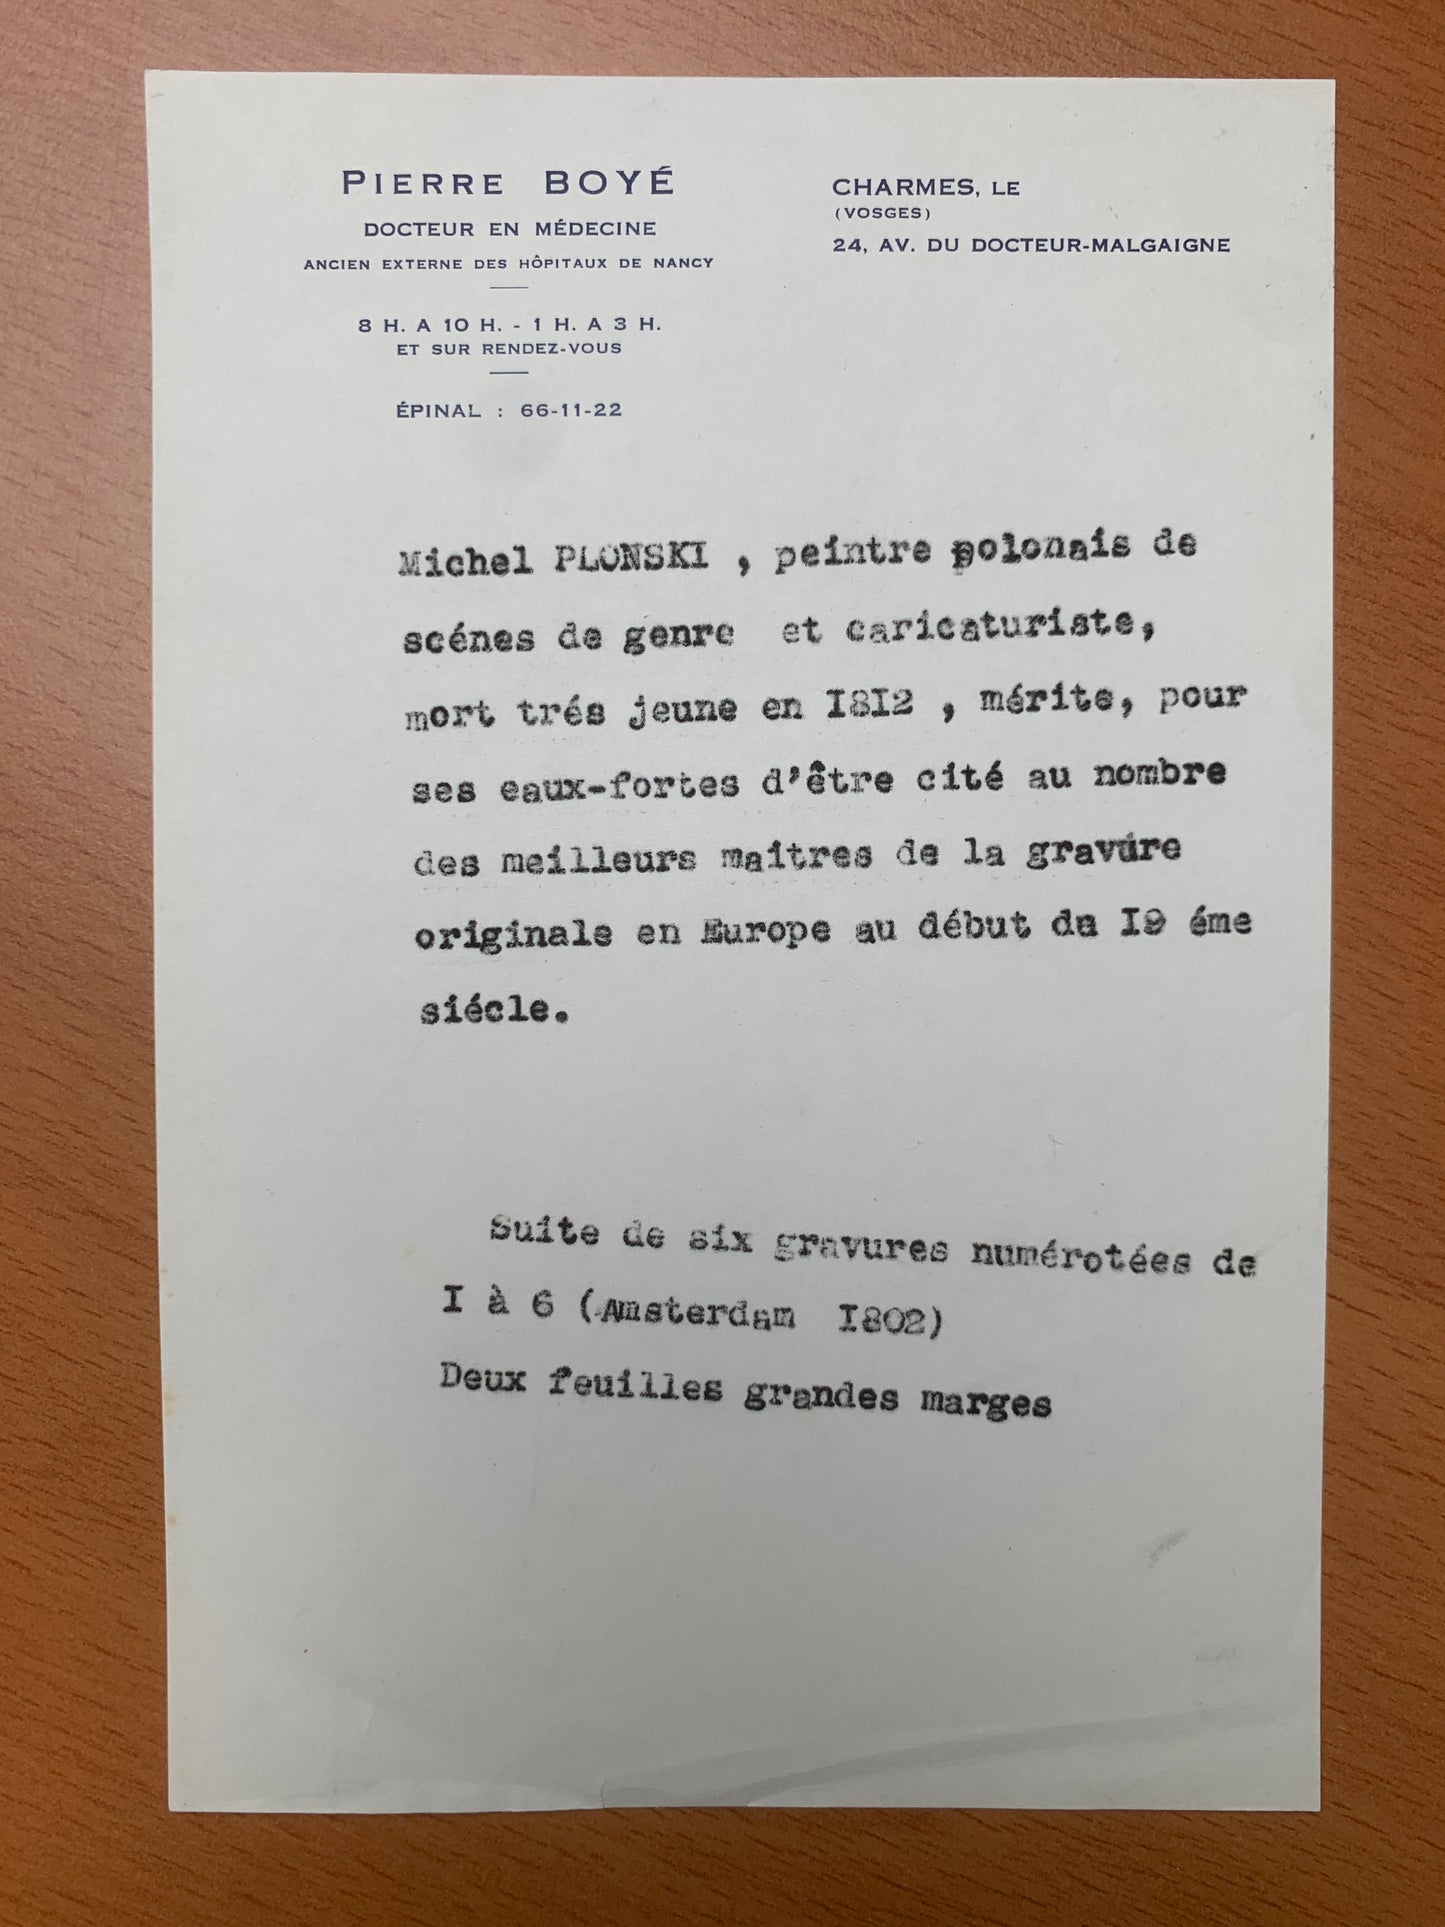 PIERRE BOYÉ
DOCTEUR EN MÉDECINE
ANCIEN EXTERNE DES HÔPITAUX DE NANCY
8 H. A 10 H. - 1 H. A 3 H.
ET SUR RENDEZ-VOUS
ÉPINAL : 66-11-22
CHARMES, LE
(VOSGES)
24, AV. DU DOCTEUR-MALGAIGNE
Michel PLONSKI , peintre polonais de
scénes de genre et caricaturiste,
mort trés jeune en I8I2 , mérite, pour
ses eaux-fortes d'être cité au nombre
des meilleurs maîtres de la gravure
originale en Europe au début du I9 éme
siécle.
Suite de six gravures numérotées de
I à 6 (Amsterdam I802)
Deux feuilles grandes marges